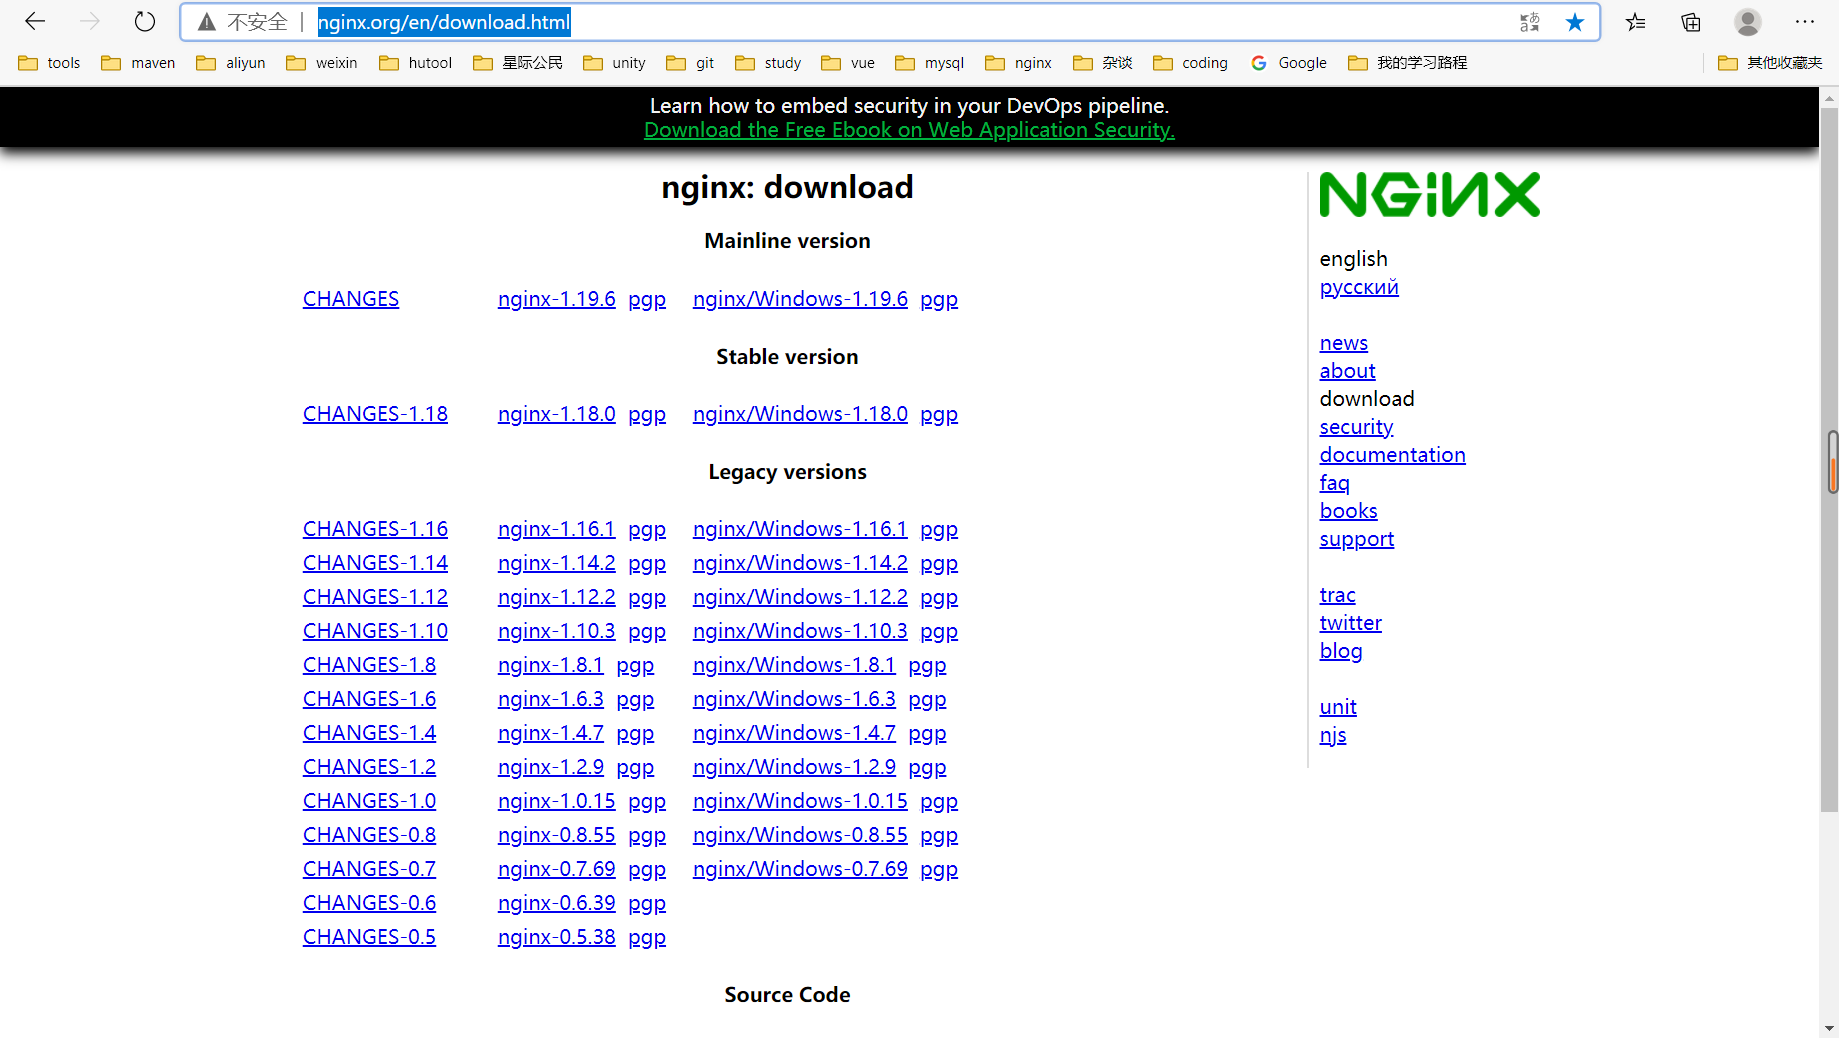 不安全 | nginx.org/en/download.html
tools maven aliyun weixin hutool 星际公民 unity git study vue mysql nginx 杂谈 coding Google 我的学习路程 其他收藏夹
Learn how to embed security in your DevOps pipeline.
Download the Free Ebook on Web Application Security.
nginx: download
Mainline version
CHANGES nginx-1.19.6 pgp nginx/Windows-1.19.6 pgp
Stable version
CHANGES-1.18 nginx-1.18.0 pgp nginx/Windows-1.18.0 pgp
Legacy versions
CHANGES-1.16 nginx-1.16.1 pgp nginx/Windows-1.16.1 pgp
CHANGES-1.14 nginx-1.14.2 pgp nginx/Windows-1.14.2 pgp
CHANGES-1.12 nginx-1.12.2 pgp nginx/Windows-1.12.2 pgp
CHANGES-1.10 nginx-1.10.3 pgp nginx/Windows-1.10.3 pgp
CHANGES-1.8 nginx-1.8.1 pgp nginx/Windows-1.8.1 pgp
CHANGES-1.6 nginx-1.6.3 pgp nginx/Windows-1.6.3 pgp
CHANGES-1.4 nginx-1.4.7 pgp nginx/Windows-1.4.7 pgp
CHANGES-1.2 nginx-1.2.9 pgp nginx/Windows-1.2.9 pgp
CHANGES-1.0 nginx-1.0.15 pgp nginx/Windows-1.0.15 pgp
CHANGES-0.8 nginx-0.8.55 pgp nginx/Windows-0.8.55 pgp
CHANGES-0.7 nginx-0.7.69 pgp nginx/Windows-0.7.69 pgp
CHANGES-0.6 nginx-0.6.39 pgp
CHANGES-0.5 nginx-0.5.38 pgp
Source Code
NGINX
english
русский
news
about
download
security
documentation
faq
books
support
trac
twitter
blog
unit
njs